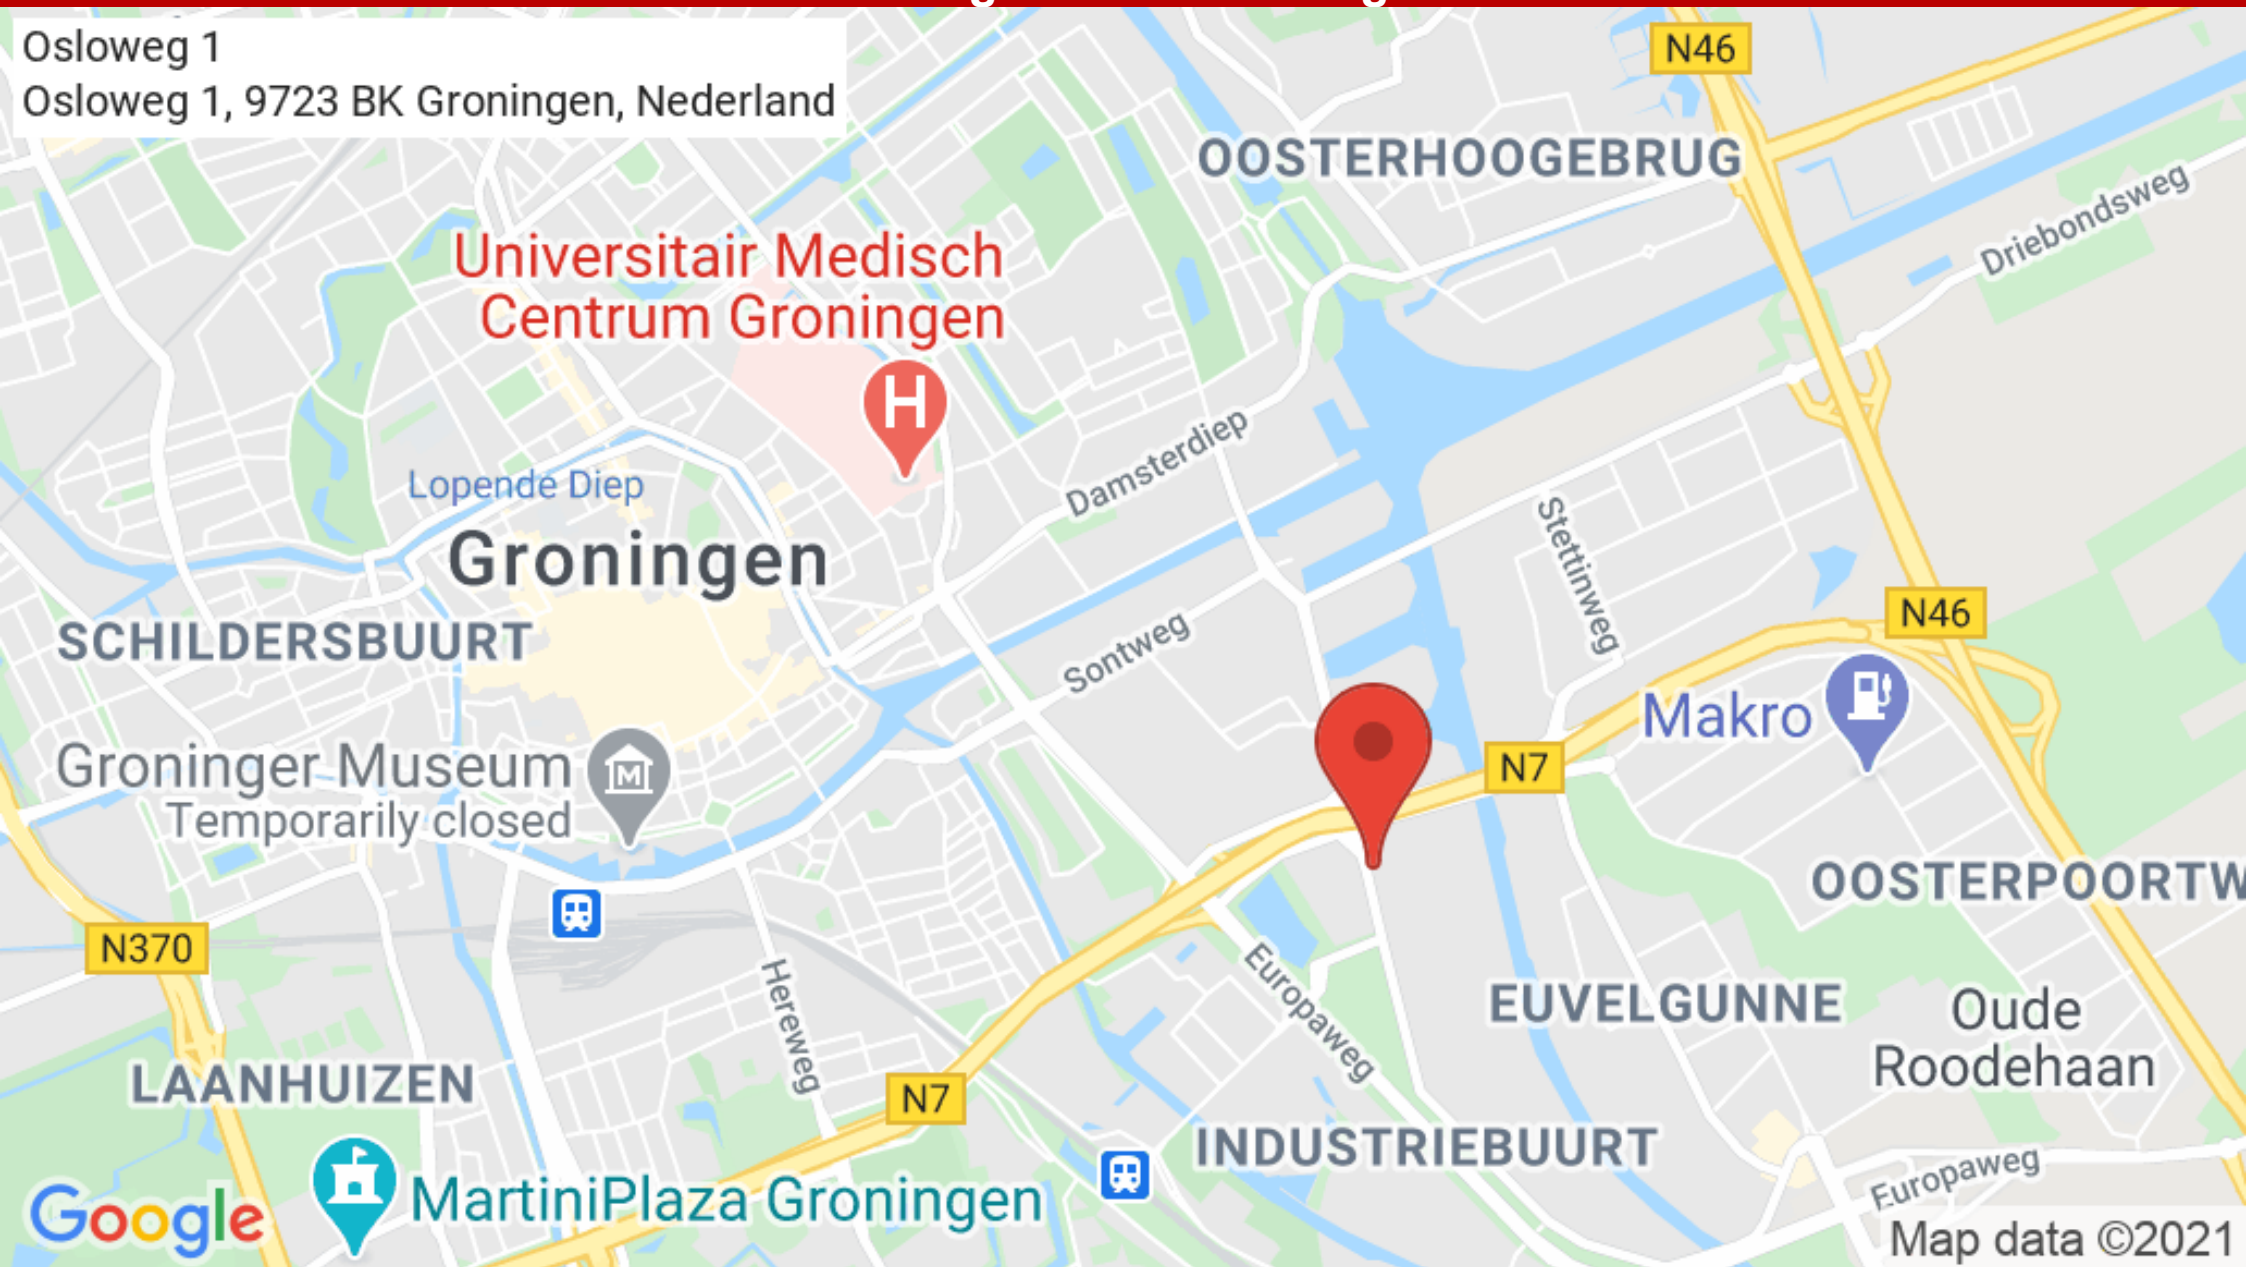 Osloweg 1
Osloweg 1, 9723 BK Groningen, Nederland
N46
OOSTERHOOGEBRUG
Driebondsweg
Universitair Medisch
Centrum Groningen
H
Damsterdiep
Lopende Diep
Groningen
Stettinweg
N46
SCHILDERSBUURT
Sontweg
Makro
Groninger Museum
Temporarily closed
M
N7
OOSTERPOORTW
N370
Hereweg
Europaweg
EUVELGUNNE
Oude
Roodehaan
LAANHUIZEN
N7
INDUSTRIEBUURT
MartiniPlaza Groningen
Europaweg
Google
Map data ©2021